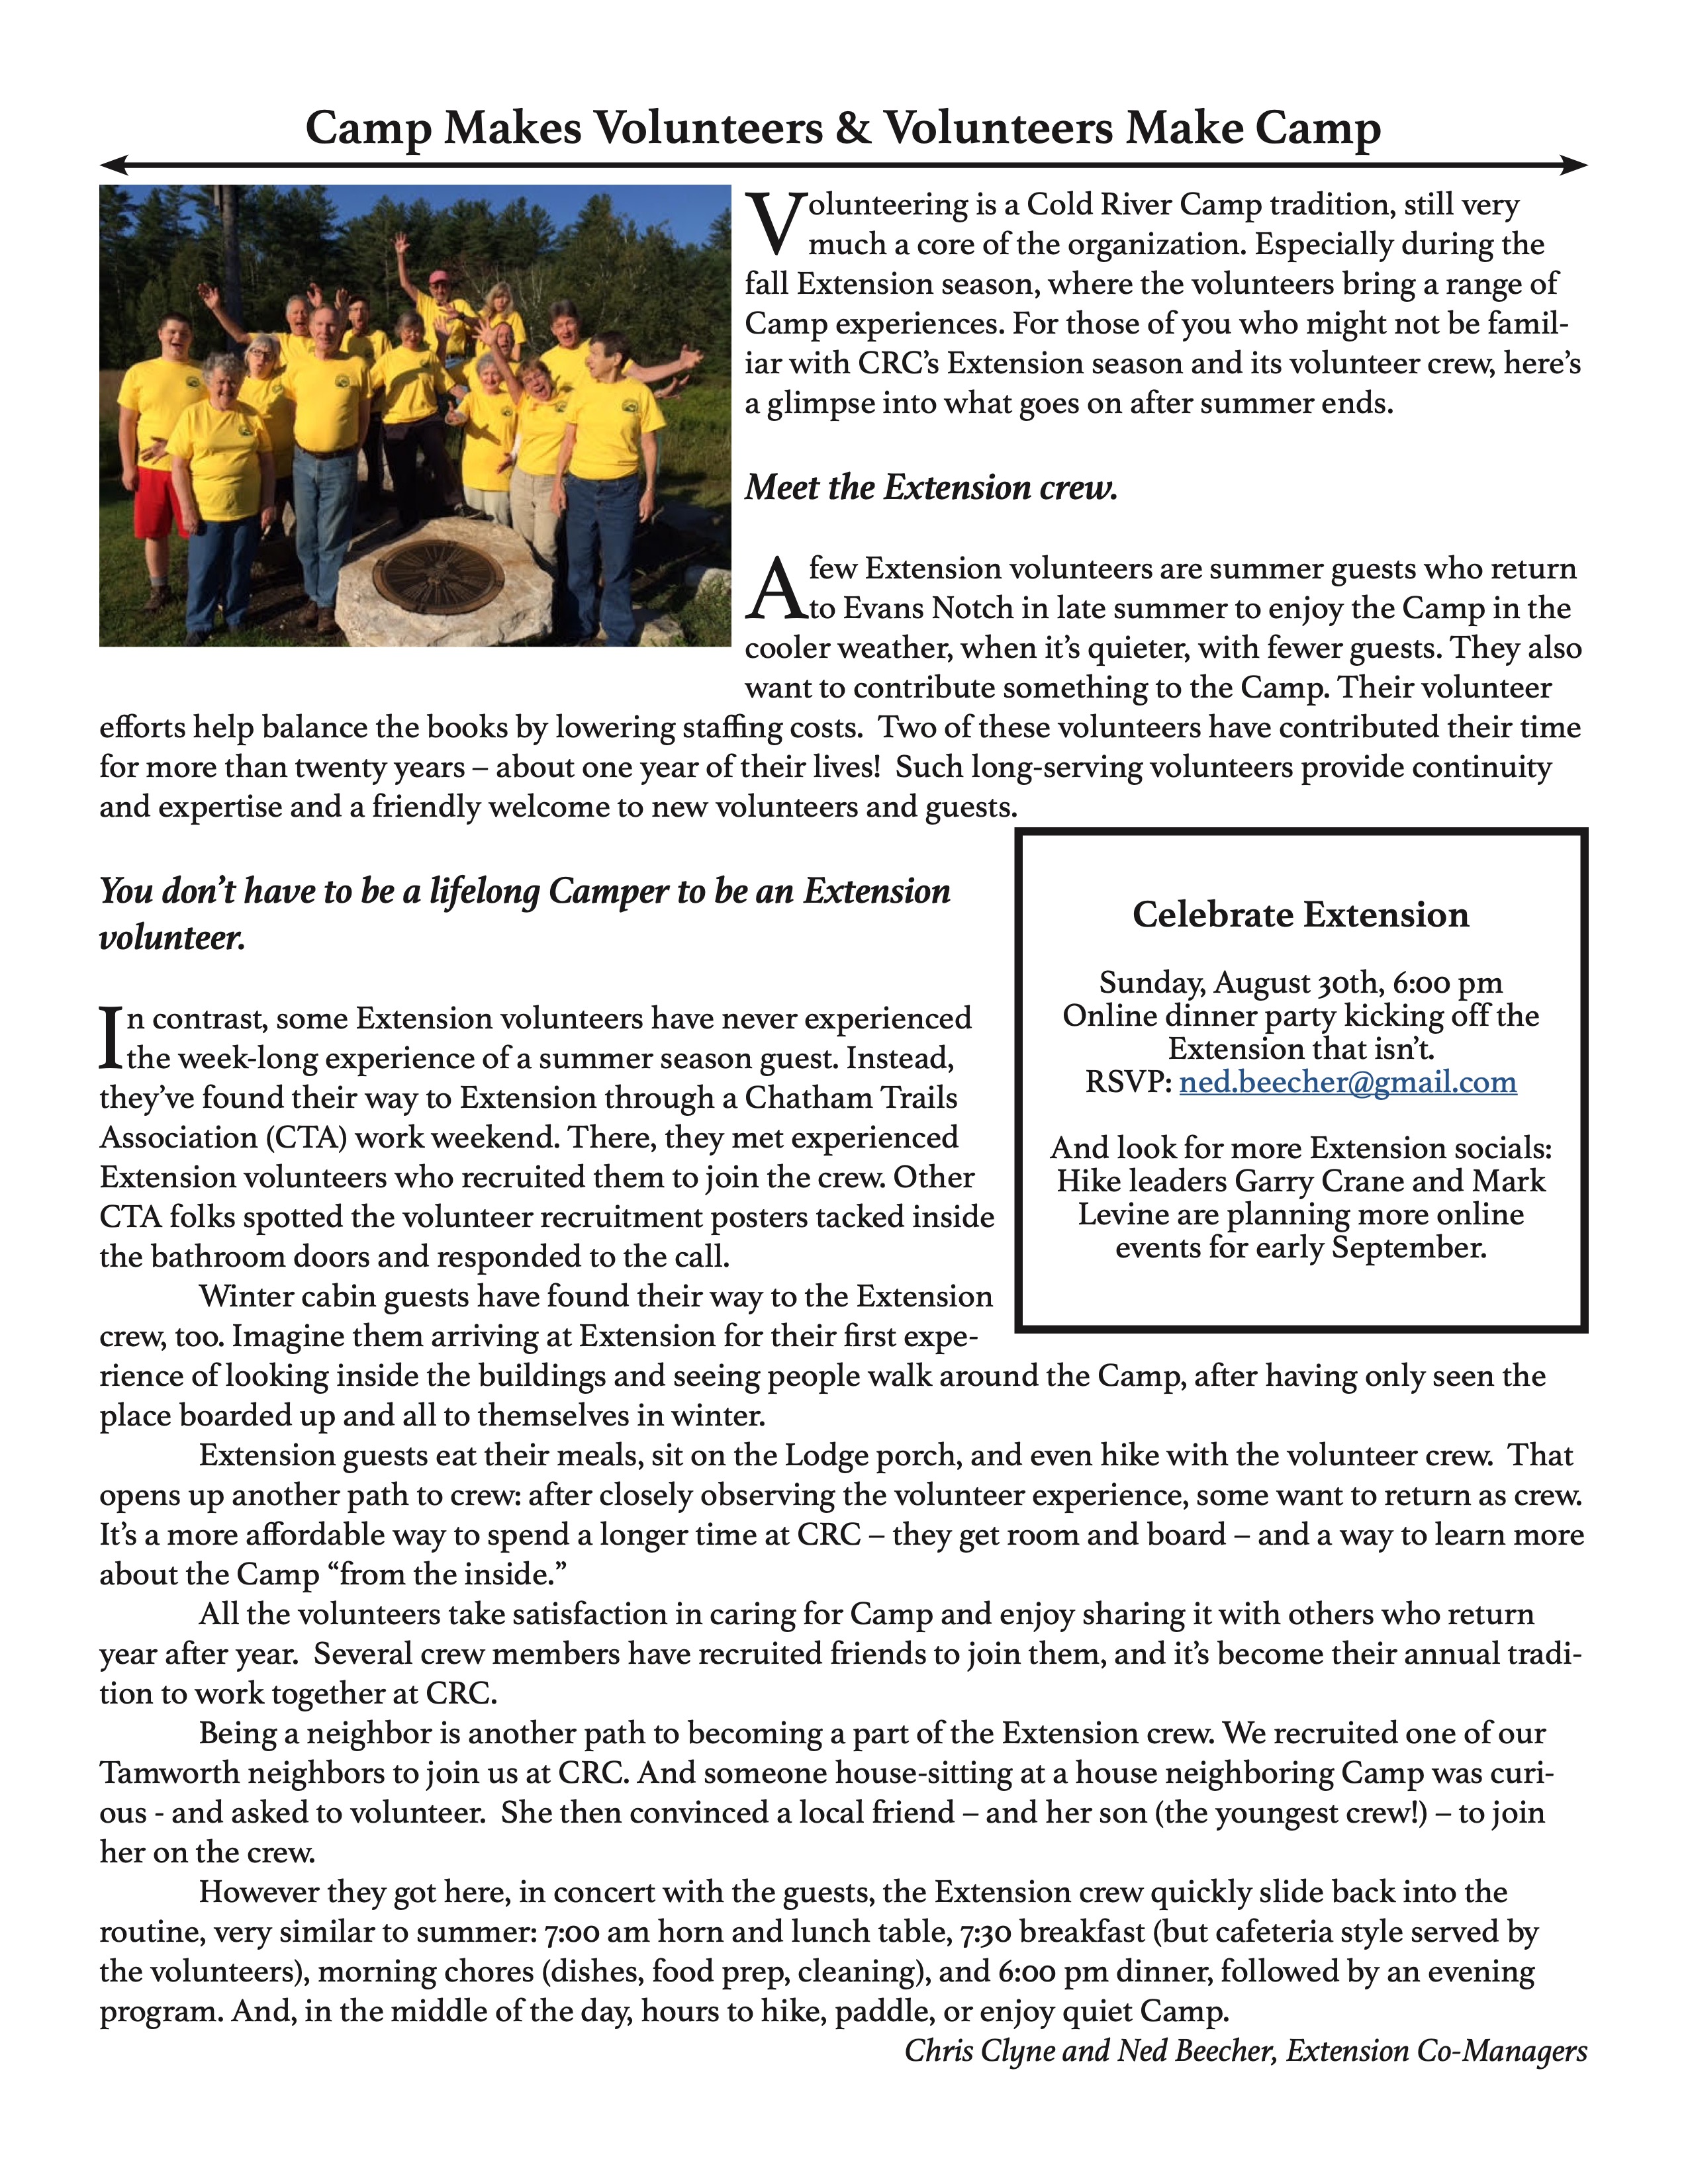 Camp Makes Volunteers & Volunteers Make Camp
Volunteering is a Cold River Camp tradition, still very
much a core of the organization. Especially during the
fall Extension season, where the volunteers bring a range of
Camp experiences. For those of you who might not be famil-
iar with CRC’s Extension season and its volunteer crew, here’s
a glimpse into what goes on after summer ends.
Meet the Extension crew.
A few Extension volunteers are summer guests who return
to Evans Notch in late summer to enjoy the Camp in the
cooler weather, when it’s quieter, with fewer guests. They also
want to contribute something to the Camp. Their volunteer
efforts help balance the books by lowering staffing costs.  Two of these volunteers have contributed their time
for more than twenty years – about one year of their lives!  Such long-serving volunteers provide continuity
and expertise and a friendly welcome to new volunteers and guests.
You don’t have to be a lifelong Camper to be an Extension
volunteer.
In contrast, some Extension volunteers have never experienced
the week-long experience of a summer season guest. Instead,
they’ve found their way to Extension through a Chatham Trails
Association (CTA) work weekend. There, they met experienced
Extension volunteers who recruited them to join the crew. Other
CTA folks spotted the volunteer recruitment posters tacked inside
the bathroom doors and responded to the call.
Winter cabin guests have found their way to the Extension
crew, too. Imagine them arriving at Extension for their first expe-
rience of looking inside the buildings and seeing people walk around the Camp, after having only seen the
place boarded up and all to themselves in winter.
Extension guests eat their meals, sit on the Lodge porch, and even hike with the volunteer crew.  That
opens up another path to crew: after closely observing the volunteer experience, some want to return as crew.
It’s a more affordable way to spend a longer time at CRC – they get room and board – and a way to learn more
about the Camp “from the inside.”
All the volunteers take satisfaction in caring for Camp and enjoy sharing it with others who return
year after year.  Several crew members have recruited friends to join them, and it’s become their annual tradi-
tion to work together at CRC.
Being a neighbor is another path to becoming a part of the Extension crew. We recruited one of our
Tamworth neighbors to join us at CRC. And someone house-sitting at a house neighboring Camp was curi-
ous - and asked to volunteer.  She then convinced a local friend – and her son (the youngest crew!) – to join
her on the crew.
However they got here, in concert with the guests, the Extension crew quickly slide back into the
routine, very similar to summer: 7:00 am horn and lunch table, 7:30 breakfast (but cafeteria style served by
the volunteers), morning chores (dishes, food prep, cleaning), and 6:00 pm dinner, followed by an evening
program. And, in the middle of the day, hours to hike, paddle, or enjoy quiet Camp.
Chris Clyne and Ned Beecher, Extension Co-Managers
Celebrate Extension
Sunday, August 30th, 6:00 pm
Online dinner party kicking off the
Extension that isn’t.
RSVP: ned.beecher@gmail.com
And look for more Extension socials:
Hike leaders Garry Crane and Mark
Levine are planning more online
events for early September.